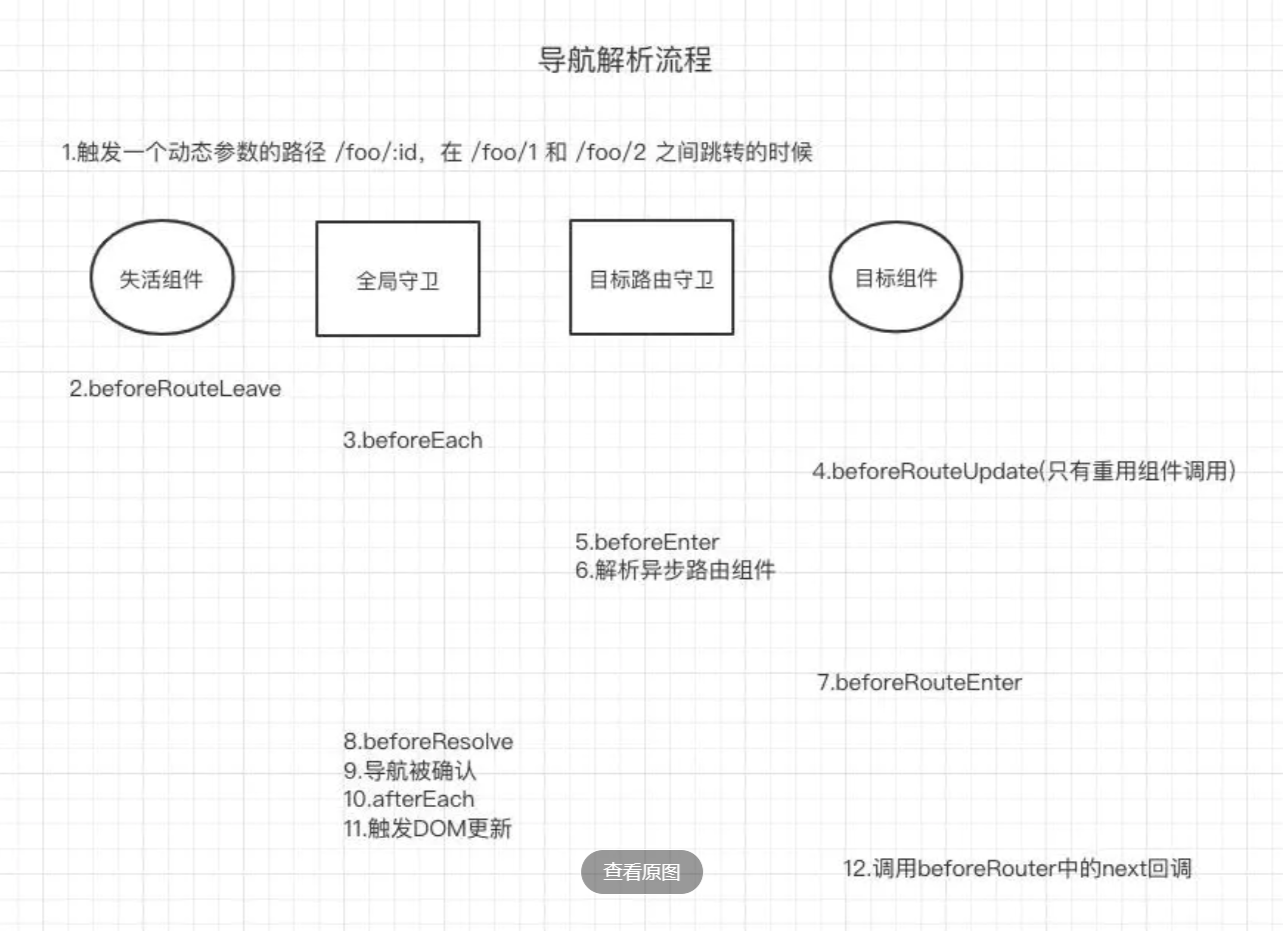 导航解析流程
1.触发一个动态参数的路径 /foo/:id，在 /foo/1 和 /foo/2 之间跳转的时候
失活组件
全局守卫
目标路由守卫
目标组件
2.beforeRouteLeave
3.beforeEach
4.beforeRouteUpdate(只有重用组件调用)
5.beforeEnter
6.解析异步路由组件
7.beforeRouteEnter
8.beforeResolve
9.导航被确认
10.afterEach
11.触发DOM更新
查看原图
12.调用beforeRouter中的next回调